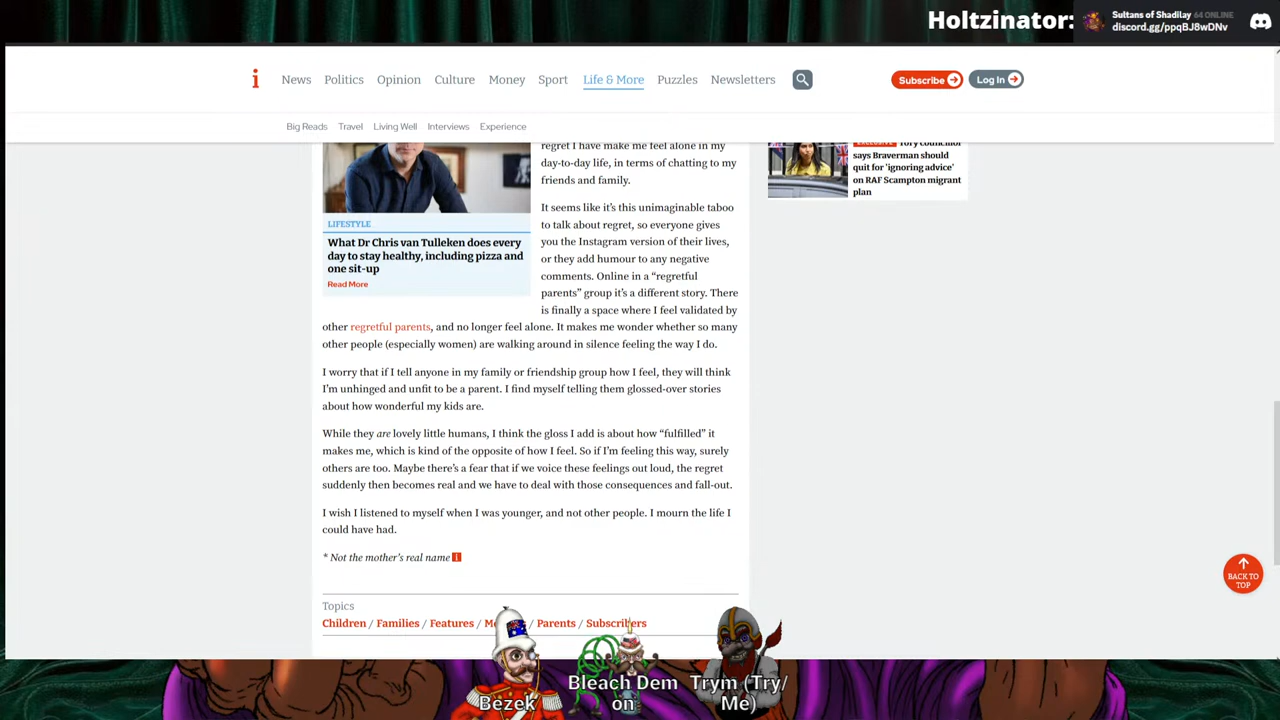 Holtzinator:
Sultans of Shadilay 64 ONLINE
discord.gg/ppqBJ8wDNv
i
News Politics Opinion Culture Money Sport Life & More Puzzles Newsletters
Subscribe
Log In
Big Reads Travel Living Well Interviews Experience
LIFESTYLE
What Dr Chris van Tulleken does every
day to stay healthy, including pizza and
one sit-up
Read More
regret I have make me feel alone in my
day-to-day life, in terms of chatting to my
friends and family.
It seems like it's this unimaginable taboo
to talk about regret, so everyone gives
you the Instagram version of their lives,
or they add humour to any negative
comments. Online in a “regretful
parents” group it's a different story. There
is finally a space where I feel validated by
other regretful parents, and no longer feel alone. It makes me wonder whether so many
other people (especially women) are walking around in silence feeling the way I do.
I worry that if I tell anyone in my family or friendship group how I feel, they will think
I'm unhinged and unfit to be a parent. I find myself telling them glossed-over stories
about how wonderful my kids are.
While they are lovely little humans, I think the gloss I add is about how “fulfilled” it
makes me, which is kind of the opposite of how I feel. So if I'm feeling this way, surely
others are too. Maybe there's a fear that if we voice these feelings out loud, the regret
suddenly then becomes real and we have to deal with those consequences and fall-out.
I wish I listened to myself when I was younger, and not other people. I mourn the life I
could have had.
* Not the mother's real name i
Topics
Children / Families / Features / / Parents / Subscribers
EXCLUSIVE Tory councillor
says Braverman should
quit for 'ignoring advice'
on RAF Scampton migrant
plan
BACK TO
TOP
Bezek
Bleach Dem
on
Trym (Try/
Me)